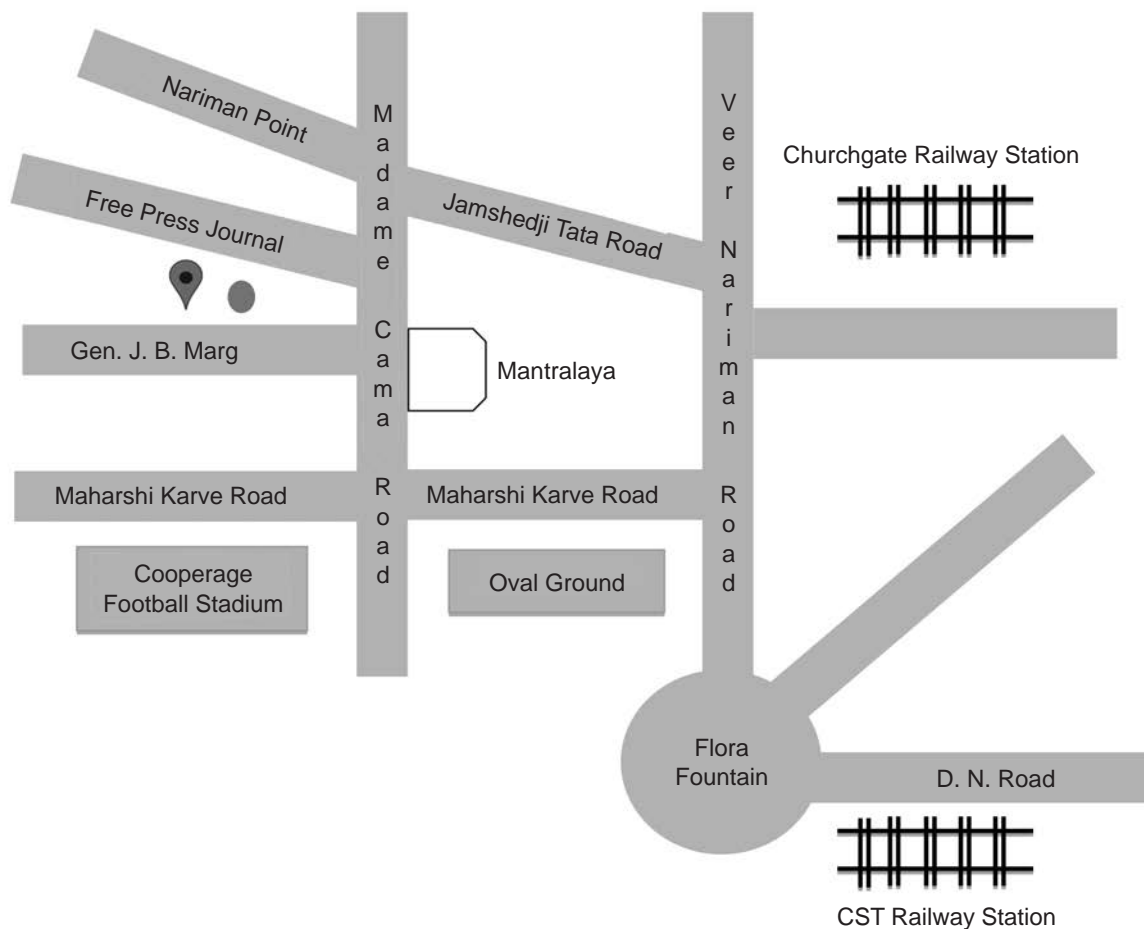 Nariman Point
Madame Cama Road
Veer Nariman Road
Churchgate Railway Station
Free Press Journal
Jamshedji Tata Road
Gen. J. B. Marg
Mantralaya
Maharshi Karve Road
Maharshi Karve Road
Cooperage
Football Stadium
Oval Ground
Flora
Fountain
D. N. Road
CST Railway Station